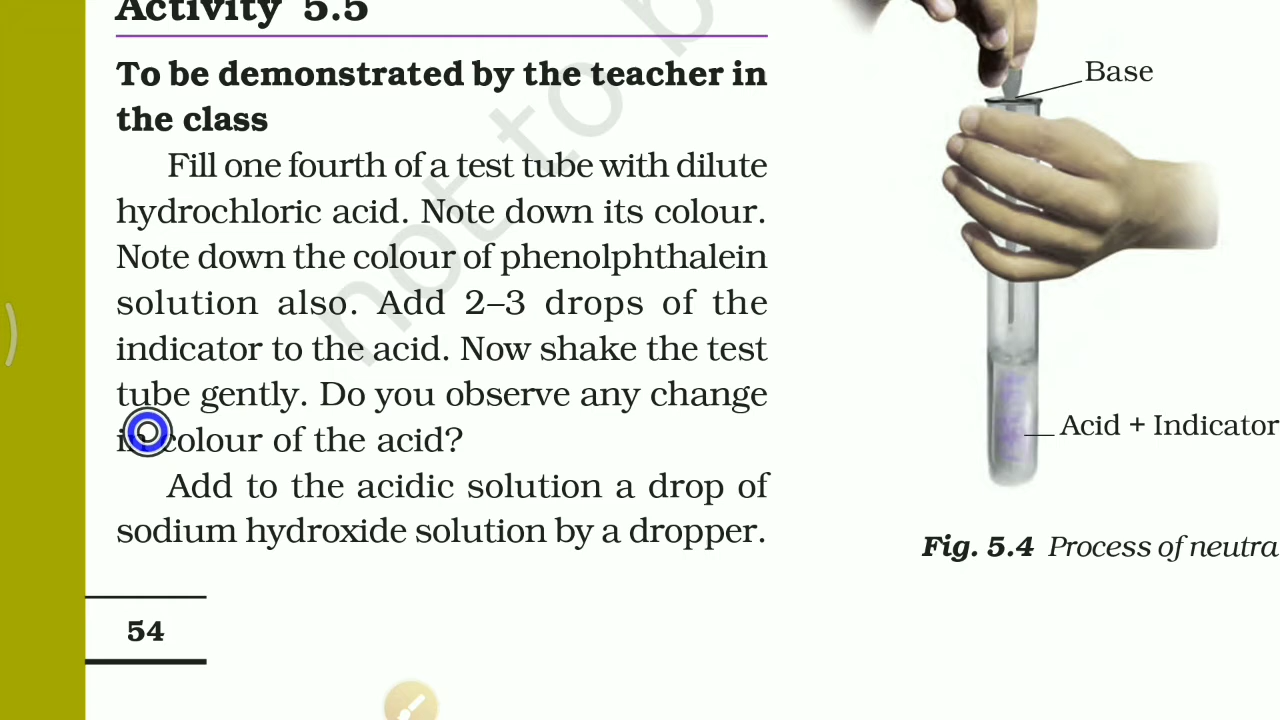 Activity 5.5
To be demonstrated by the teacher in
the class
Fill one fourth of a test tube with dilute
hydrochloric acid. Note down its colour.
Note down the colour of phenolphthalein
solution also. Add 2–3 drops of the
indicator to the acid. Now shake the test
tube gently. Do you observe any change
in colour of the acid?
Add to the acidic solution a drop of
sodium hydroxide solution by a dropper.
54
Base
Acid + Indicator
Fig. 5.4 Process of neutra
not to b